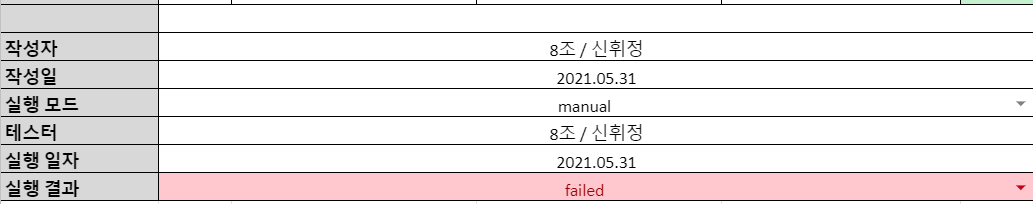 작성자 8조 / 신휘정
작성일 2021.05.31
실행 모드 manual
테스터 8조 / 신휘정
실행 일자 2021.05.31
실행 결과 failed